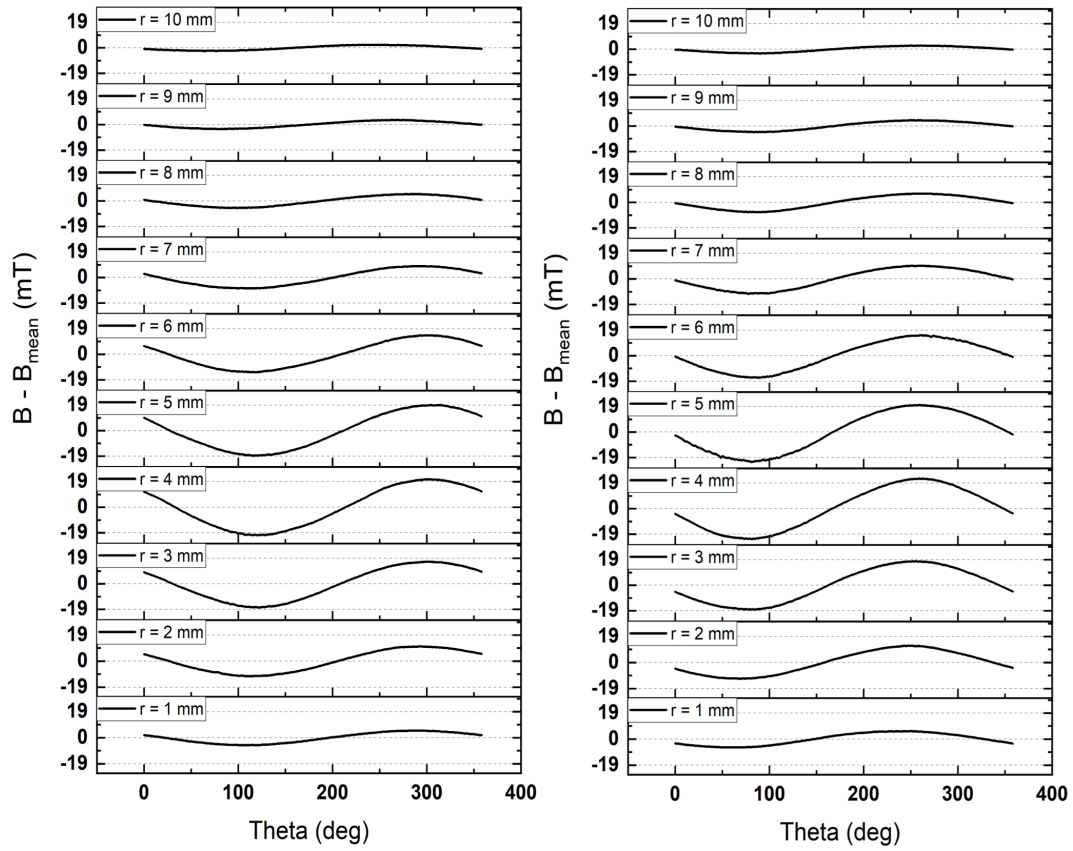 r = 10 mm
19
0
-19
r = 9 mm
19
0
-19
r = 8 mm
19
0
-19
r = 7 mm
19
0
-19
r = 6 mm
19
0
-19
r = 5 mm
19
0
-19
r = 4 mm
19
0
-19
r = 3 mm
19
0
-19
r = 2 mm
19
0
-19
r = 1 mm
19
0
-19
0 100 200 300 400
Theta (deg)
B - Bmean (mT)
r = 10 mm
19
0
-19
r = 9 mm
19
0
-19
r = 8 mm
19
0
-19
r = 7 mm
19
0
-19
r = 6 mm
19
0
-19
r = 5 mm
19
0
-19
r = 4 mm
19
0
-19
r = 3 mm
19
0
-19
r = 2 mm
19
0
-19
r = 1 mm
19
0
-19
0 100 200 300 400
Theta (deg)
B - Bmean (mT)